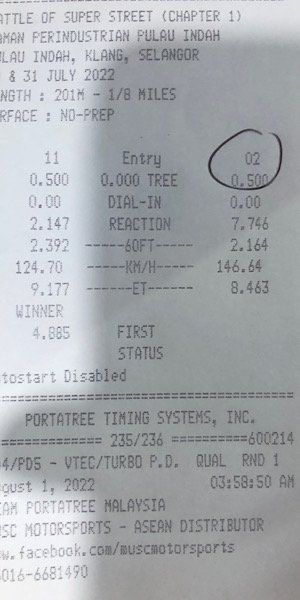 ATTLE OF SUPER STREET (CHAPTER 1)
AMAN PERINDUSTRIAN PULAU INDAH
ULAU INDAH, KLANG, SELANGOR
& 31 JULY 2022
NGTH : 201M - 1/8 MILES
RFACE : NO-PREP
11 Entry 02
0.500 0.000 TREE 0.500
0.00 DIAL-IN 0.00
2.147 REACTION 7.746
2.392 -----60FT----- 2.164
124.70 -----KM/H----- 146.64
9.177 ------ET------ 8.463
WINNER
4.885 FIRST
STATUS
tostart Disabled
PORTATREE TIMING SYSTEMS, INC.
============ 235/236 ==========600214
4/PD5 - VTEC/TURBO P.D. QUAL RND 1
gust 1, 2022 03:58:50 AM
EAM PORTATREE MALAYSIA
USC MOTORSPORTS - ASEAN DISTRIBUTOR
w.facebook.com/muscmotorsports
016-6681490